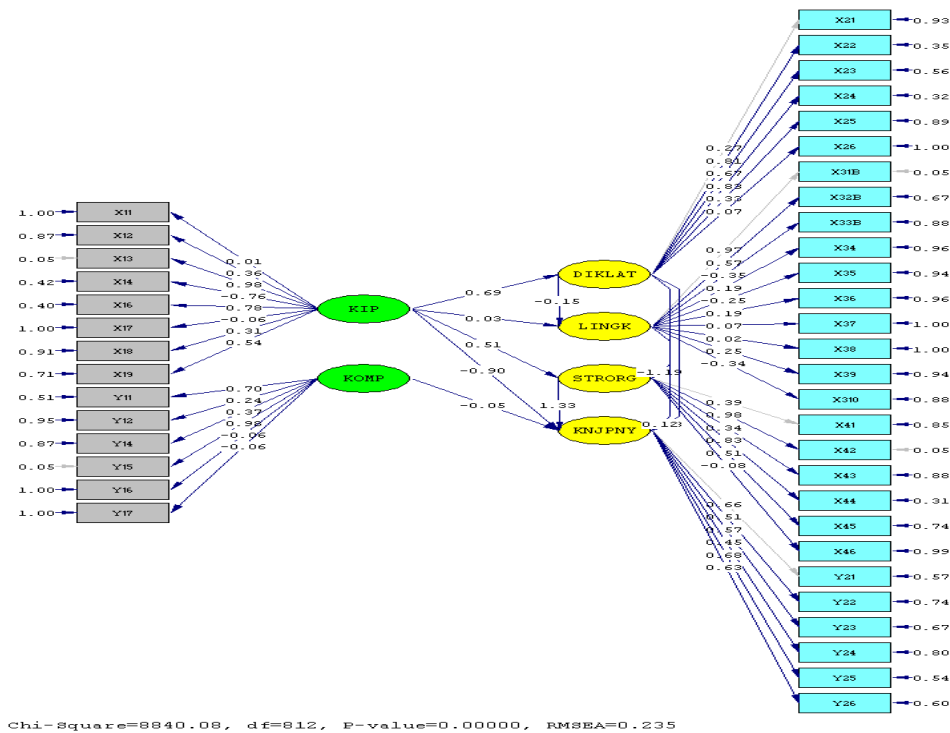 X21 0.93
X22 0.35
X23 0.56
X24 0.32
X25 0.89
X26 1.00
X31B 0.05
X32B 0.67
X33B 0.88
X34 0.96
X35 0.94
X36 0.96
X37 1.00
X38 1.00
X39 0.94
X310 0.88
X41 0.85
X42 0.05
X43 0.88
X44 0.31
X45 0.74
X46 0.99
Y21 0.57
Y22 0.74
Y23 0.67
Y24 0.80
Y25 0.54
Y26 0.60
1.00 X11
0.87 X12
0.05 X13
0.42 X14
0.40 X16
1.00 X17
0.91 X18
0.71 X19
0.51 Y11
0.95 Y12
0.87 Y14
0.05 Y15
1.00 Y16
1.00 Y17
0.01
0.36
0.98
-0.76
0.78
-0.06
0.31
0.54
0.70
0.24
0.37
0.98
-0.06
-0.06
KIP
KOMP
0.69
0.03
0.51
-0.90
-0.05
DIKLAT
-0.15
LINGK
STRORG
-1.19
1.33
KNJPNY
0.27
0.81
0.67
0.83
0.33
0.07
0.97
0.57
-0.35
0.19
-0.25
0.19
0.07
0.02
0.25
-0.34
0.39
0.98
0.34
0.83
0.51
-0.08
0.66
0.51
0.57
0.45
0.68
0.63
Chi-Square=8840.08, df=812, P-value=0.00000, RMSEA=0.235